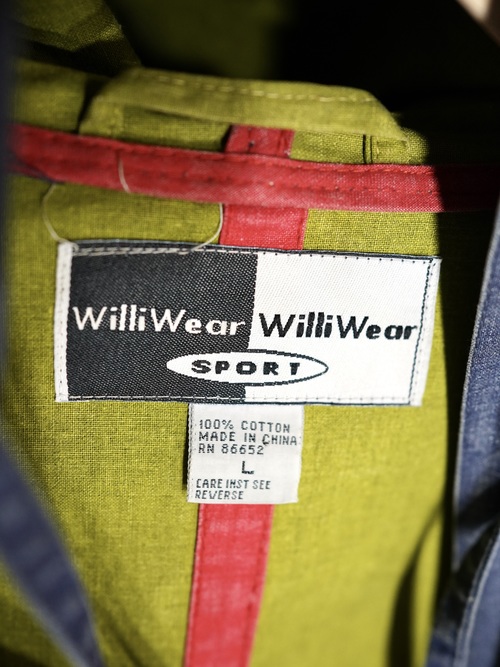 WilliWear WilliWear
SPORT
100% COTTON
MADE IN CHINA
RN 86652
L
CARE INST SEE
REVERSE